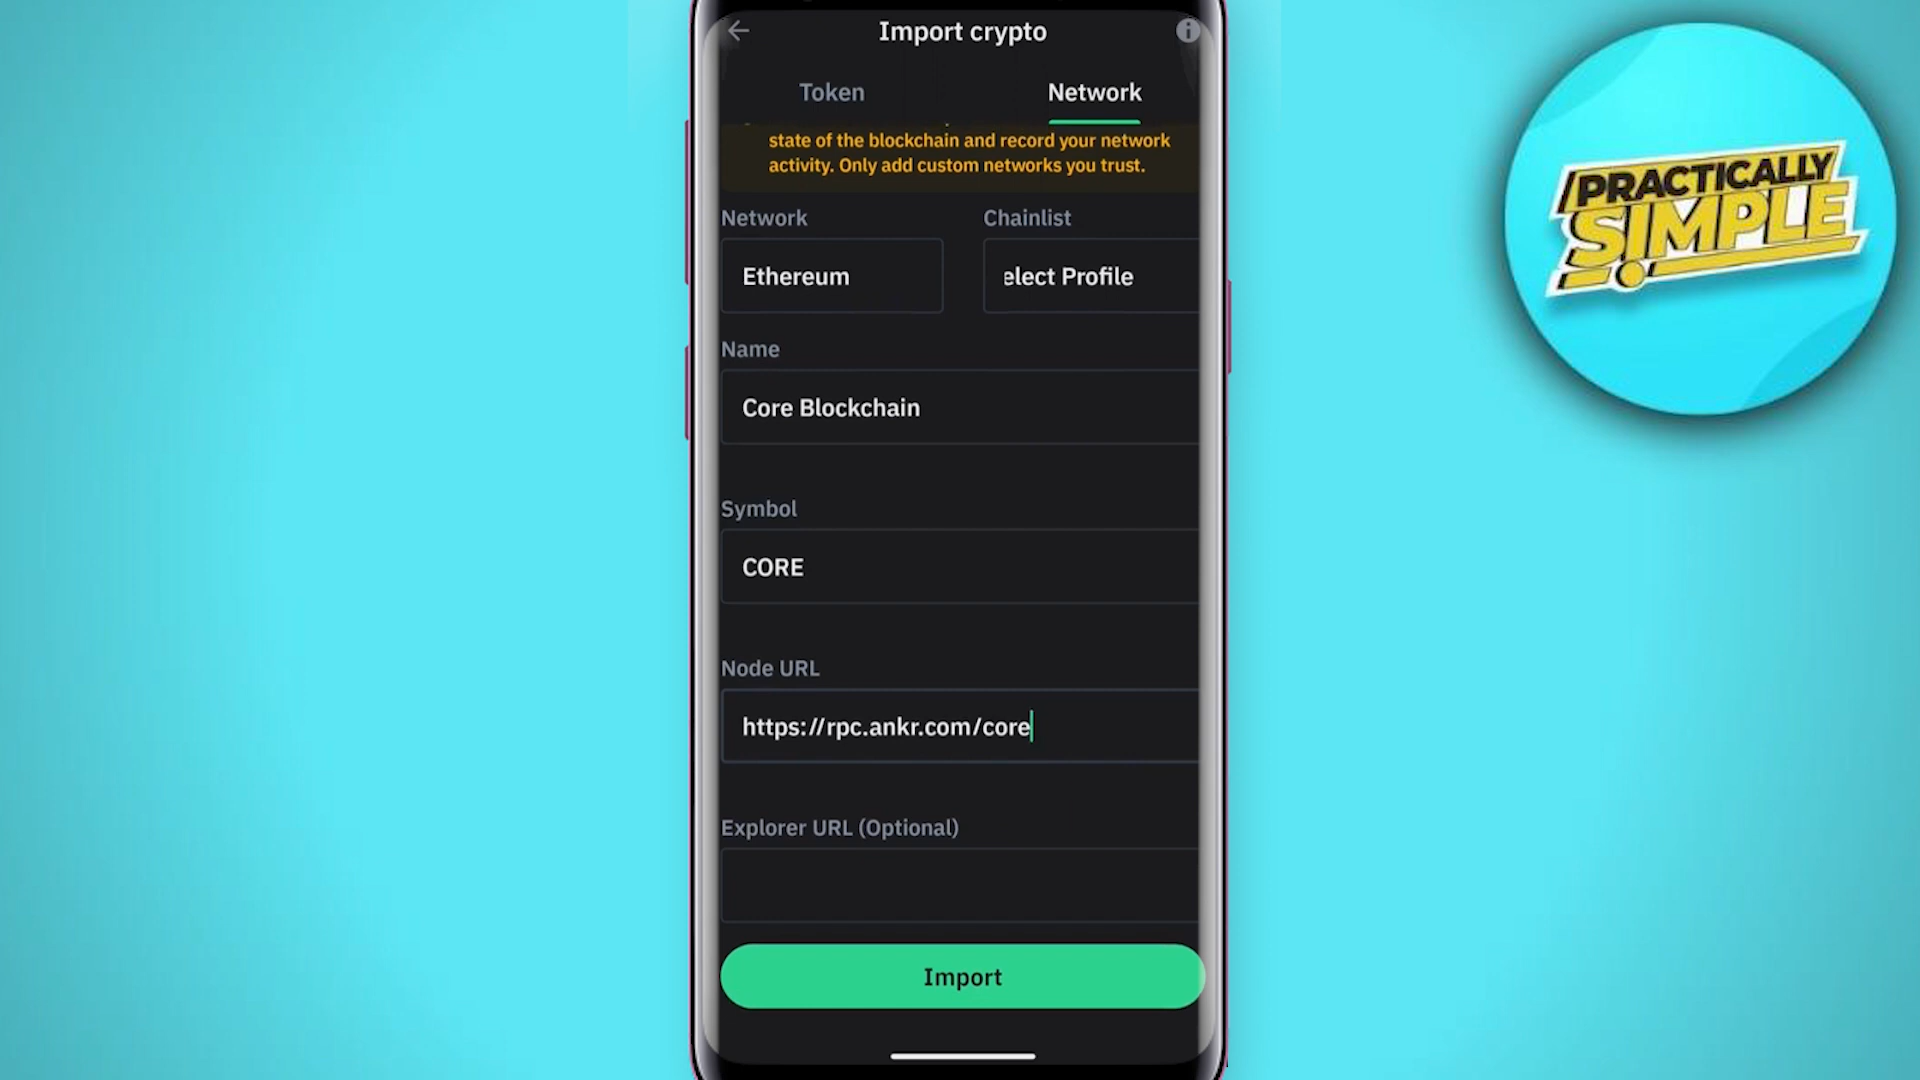 Import crypto
Token
Network
state of the blockchain and record your network
activity. Only add custom networks you trust.
Network
Chainlist
Ethereum
elect Profile
Name
Core Blockchain
Symbol
CORE
Node URL
https://rpc.ankr.com/core
Explorer URL (Optional)
Import
PRACTICALLY
SIMPLE